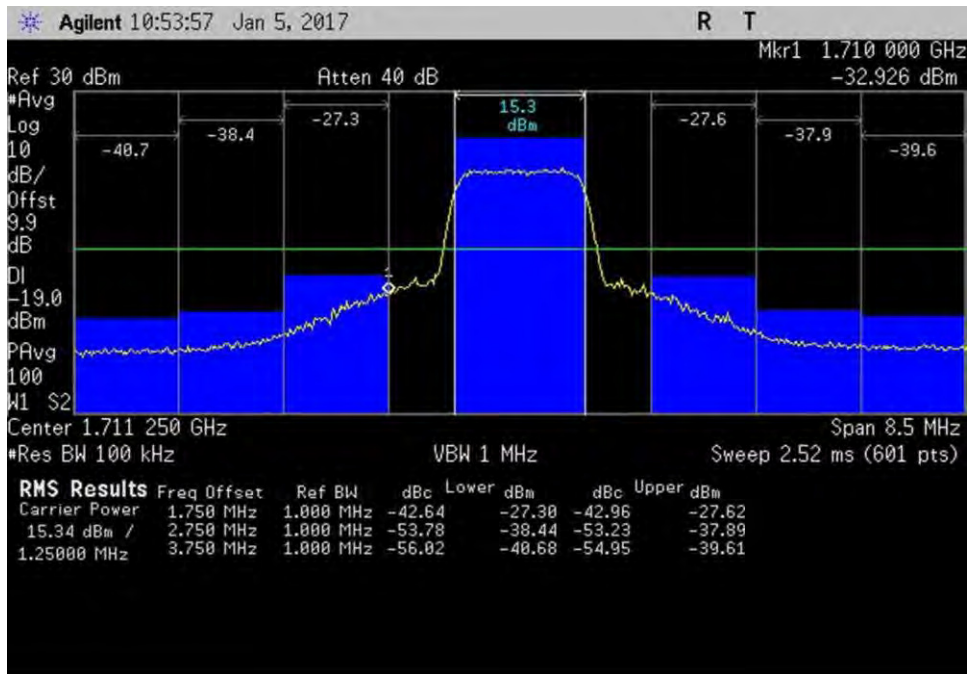 Agilent 10:53:57 Jan 5, 2017 R T
Mkr1 1.710 000 GHz
Ref 30 dBm Atten 40 dB -32.926 dBm
#Avg
Log
10
dB/
Offst
9.9
dB
DI
-19.0
dBm
PAvg
100
W1 S2
-40.7 -38.4 -27.3 15.3 dBm -27.6 -37.9 -39.6
1
Center 1.711 250 GHz Span 8.5 MHz
#Res BW 100 kHz VBW 1 MHz Sweep 2.52 ms (601 pts)
RMS Results Freq Offset Ref BW dBc Lower dBm dBc Upper dBm
Carrier Power 1.750 MHz 1.000 MHz -42.64 -27.30 -42.96 -27.62
15.34 dBm / 2.750 MHz 1.000 MHz -53.78 -38.44 -53.23 -37.89
1.25000 MHz 3.750 MHz 1.000 MHz -56.02 -40.68 -54.95 -39.61